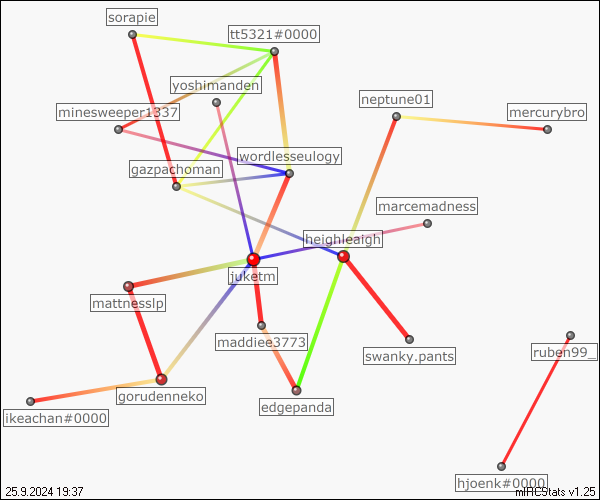 sorapie
tt5321#0000
yoshimanden
neptune01
minesweeper1337
mercurybro
wordlesseulogy
gazpachoman
marcemadness
heighleaigh
juketm
mattnesslp
maddiee3773
swanky.pants
ruben99_
gorudenneko
edgepanda
ikeachan#0000
hjoenk#0000
25.9.2024 19:37
mIRCStats v1.25